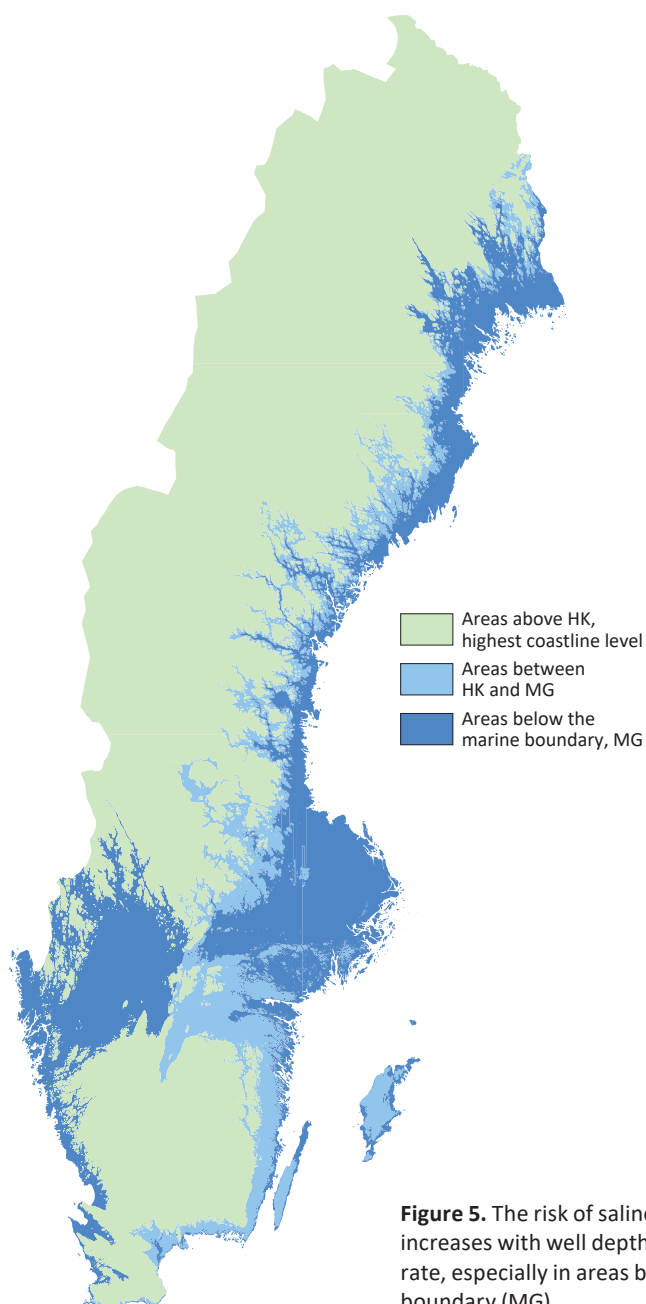 Areas above HK,
highest coastline level
Areas between
HK and MG
Areas below the
marine boundary, MG
Figure 5. The risk of saline
increases with well depth
rate, especially in areas b
boundary (MG)